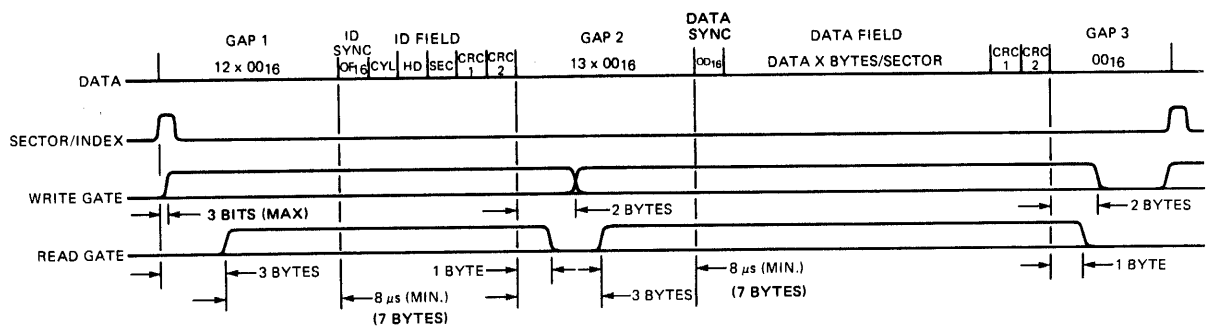 DATA
GAP 1
12 x 00₁₆
ID SYNC
0F₁₆
ID FIELD
CYL
HD
SEC
CRC 1
CRC 2
GAP 2
13 x 00₁₆
DATA SYNC
0D₁₆
DATA FIELD
DATA X BYTES/SECTOR
CRC 1
CRC 2
GAP 3
00₁₆
SECTOR/INDEX
WRITE GATE
3 BITS (MAX)
2 BYTES
2 BYTES
READ GATE
3 BYTES
1 BYTE
8 µs (MIN.)
(7 BYTES)
3 BYTES
8 µs (MIN.)
(7 BYTES)
1 BYTE